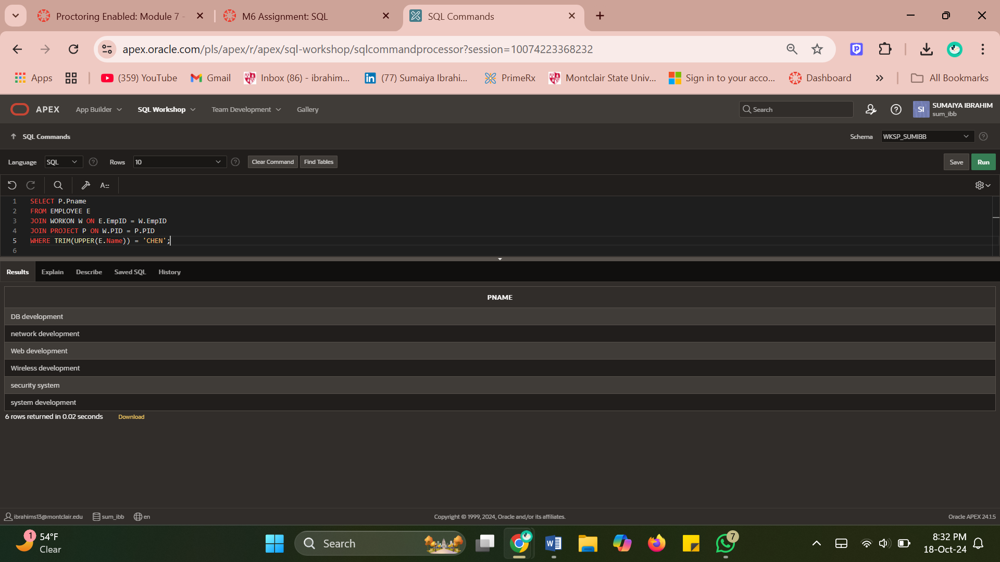 Proctoring Enabled: Module 7 -
M6 Assignment: SQL
SQL Commands
apex.oracle.com/pls/apex/r/apex/sql-workshop/sqlcommandprocessor?session=10074223368232
Apps
(359) YouTube
Gmail
Inbox (86) - ibrahim...
(77) Sumaiya Ibrahi...
PrimeRx
Montclair State Univ...
Sign in to your acco...
Dashboard
All Bookmarks
APEX
App Builder
SQL Workshop
Team Development
Gallery
Search
SI
SUMAIYA IBRAHIM
sum_ibb
SQL Commands
Schema
WKSP_SUMIBB
Language
SQL
Rows
10
Clear Command
Find Tables
Save
Run
A::
1 SELECT P.Pname
2 FROM EMPLOYEE E
3 JOIN WORKON W ON E.EmpID = W.EmpID
4 JOIN PROJECT P ON W.PID = P.PID
5 WHERE TRIM(UPPER(E.Name)) = 'CHEN';
6
Results
Explain
Describe
Saved SQL
History
PNAME
DB development
network development
Web development
Wireless development
security system
system development
6 rows returned in 0.02 seconds
Download
ibrahims13@montclair.edu
sum_ibb
en
Copyright © 1999, 2024, Oracle and/or its affiliates.
Oracle APEX 24.1.5
1
54°F
Clear
Search
7
8:32 PM
18-Oct-24